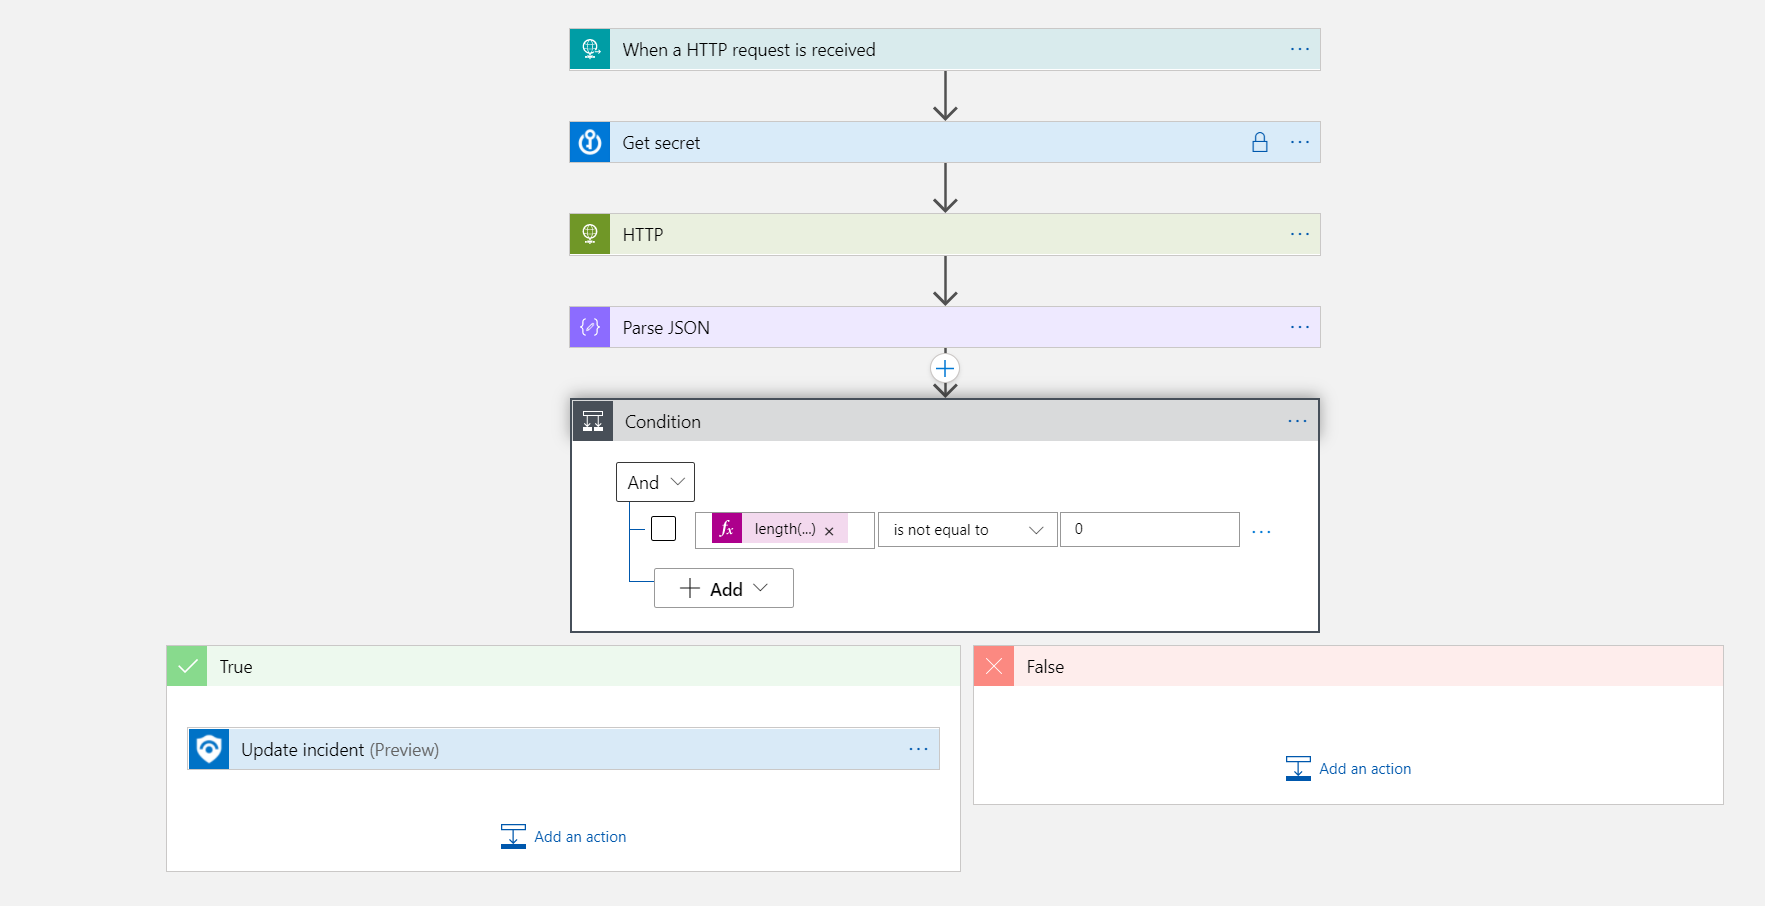 When a HTTP request is received
Get secret
HTTP
Parse JSON
Condition
And
fx length(...) is not equal to 0
Add
True
False
Update incident (Preview)
Add an action
Add an action